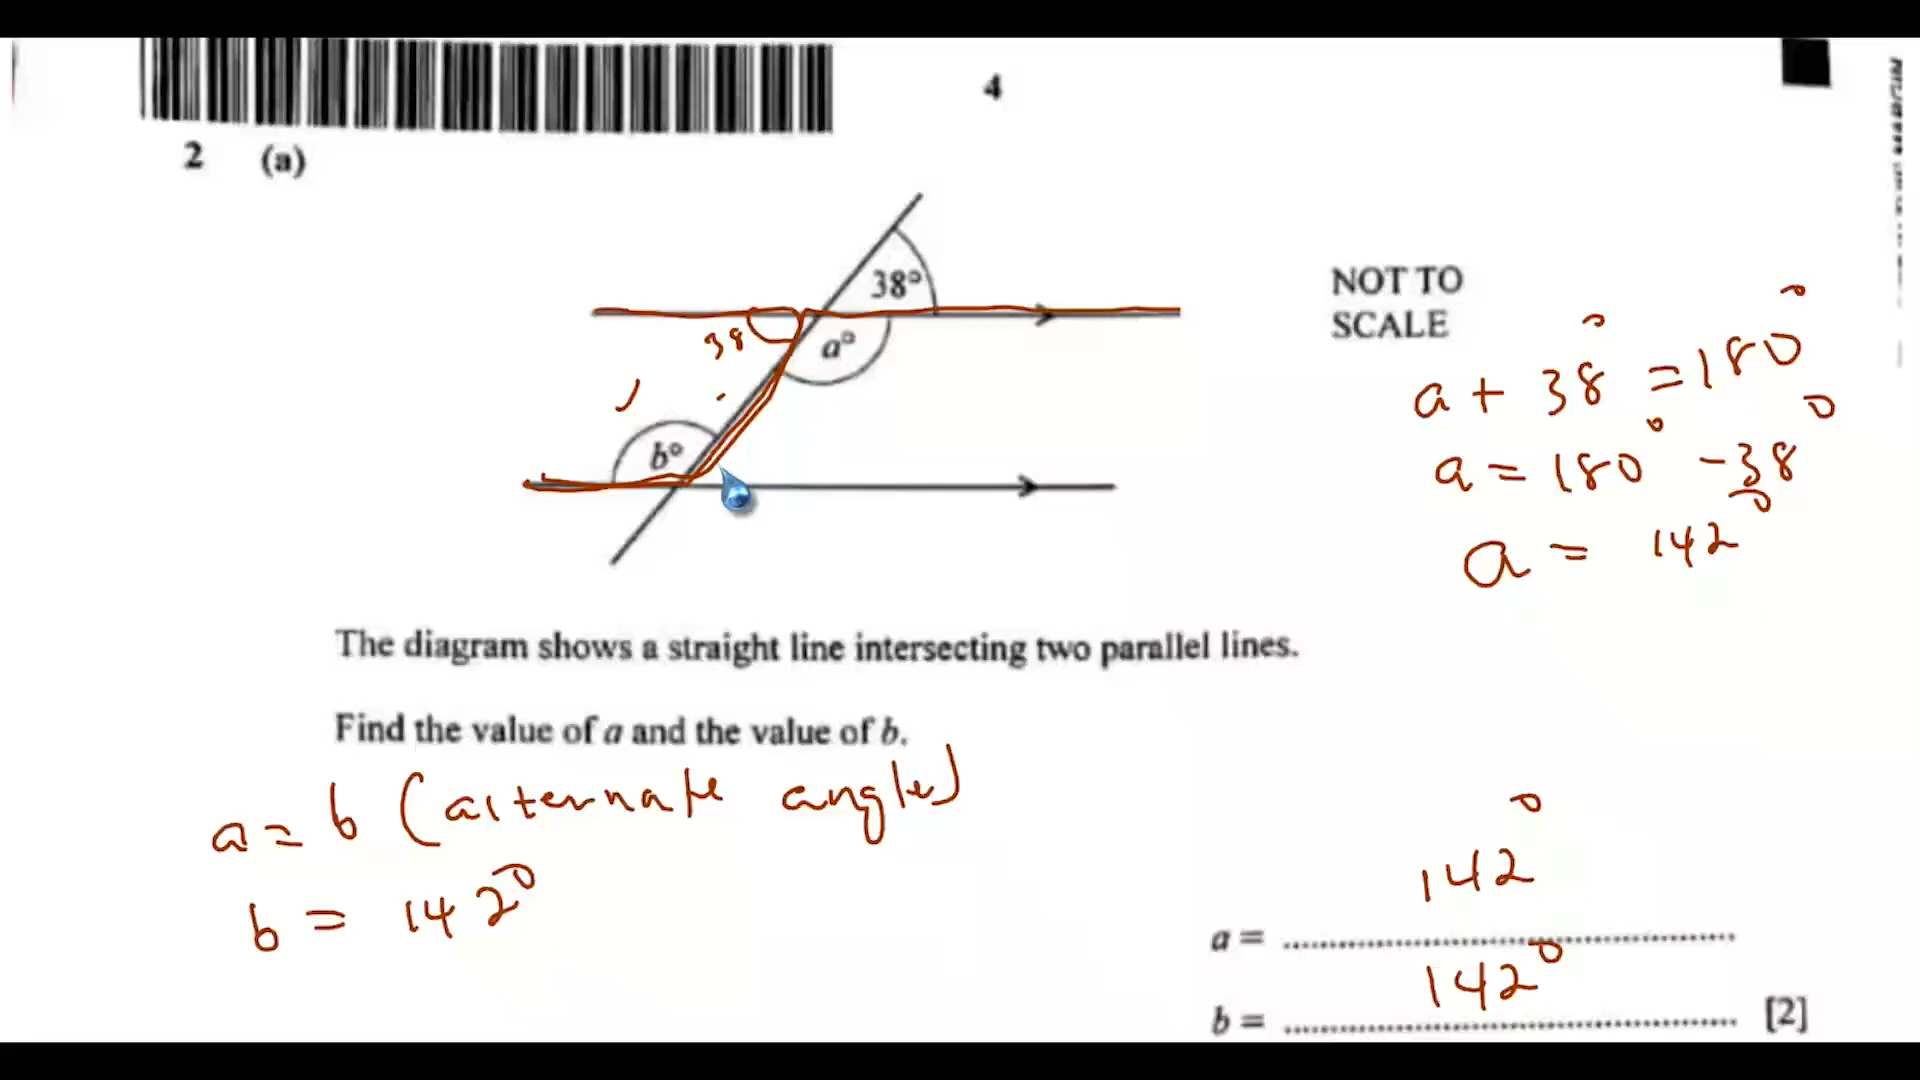 4
2 (a)
38°
NOT TO
SCALE
38
a°
b°
a + 38° = 180°
a = 180° - 38°
a = 142°
The diagram shows a straight line intersecting two parallel lines.
Find the value of a and the value of b.
a = b (alternate angles)
b = 142°
142°
a = ................................................
142°
b = ................................................ [2]